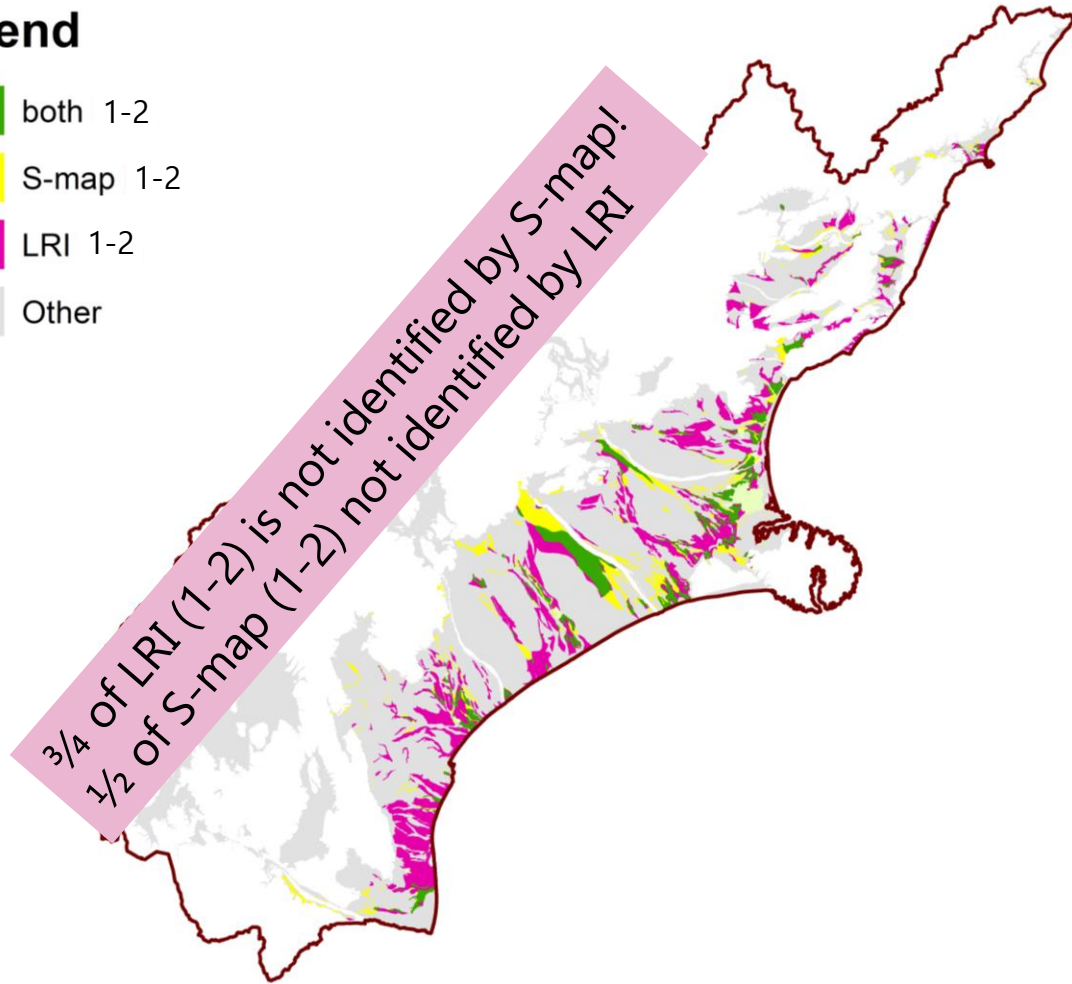 end
both 1-2
S-map 1-2
LRI 1-2
Other
¾ of LRI (1-2) is not identified by S-map!
½ of S-map (1-2) not identified by LRI